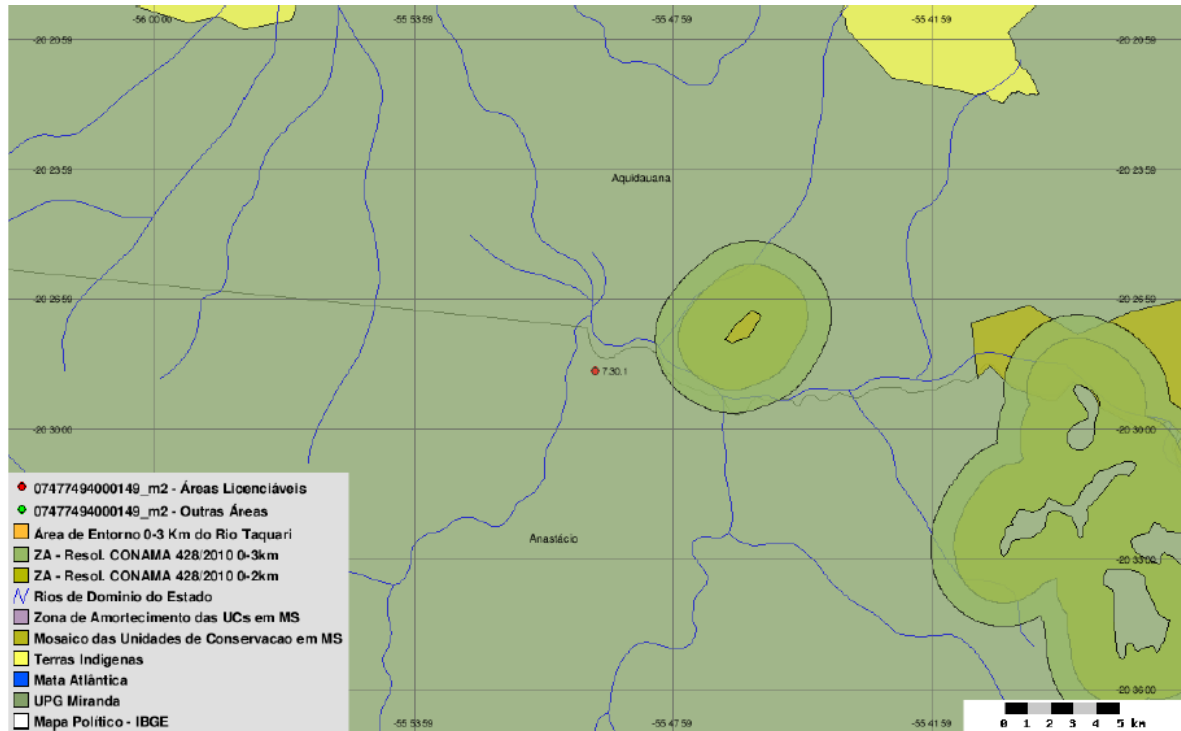 -56 00 00
-55 53 59
-55 47 59
-55 41 59
-20 20 59
-20 20 59
-20 23 59
Aquidauana
-20 23 59
-20 26 59
-20 26 59
7.30.1
-20 30 00
-20 30 00
07477494000149_m2 - Áreas Licenciáveis
07477494000149_m2 - Outras Áreas
Área de Entorno 0-3 Km do Rio Taquari
ZA - Resol. CONAMA 428/2010 0-3km
ZA - Resol. CONAMA 428/2010 0-2km
Rios de Dominio do Estado
Zona de Amortecimento das UCs em MS
Mosaico das Unidades de Conservacao em MS
Terras Indigenas
Mata Atlântica
UPG Miranda
Mapa Político - IBGE
Anastácio
-20 33 00
-20 36 00
-55 53 59
-55 47 59
-55 41 59
0 1 2 3 4 5 km